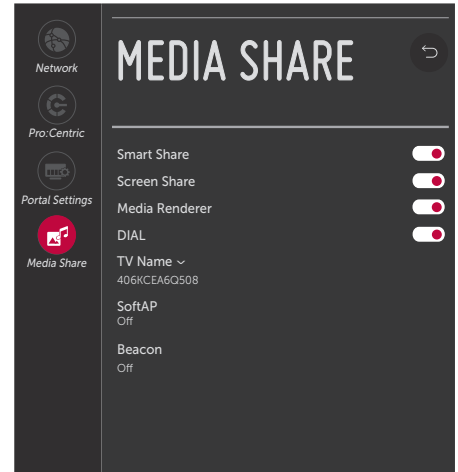 Network
Pro:Centric
Portal Settings
Media Share
MEDIA SHARE
Smart Share
Screen Share
Media Renderer
DIAL
TV Name
406KCEA6Q508
SoftAP
Off
Beacon
Off